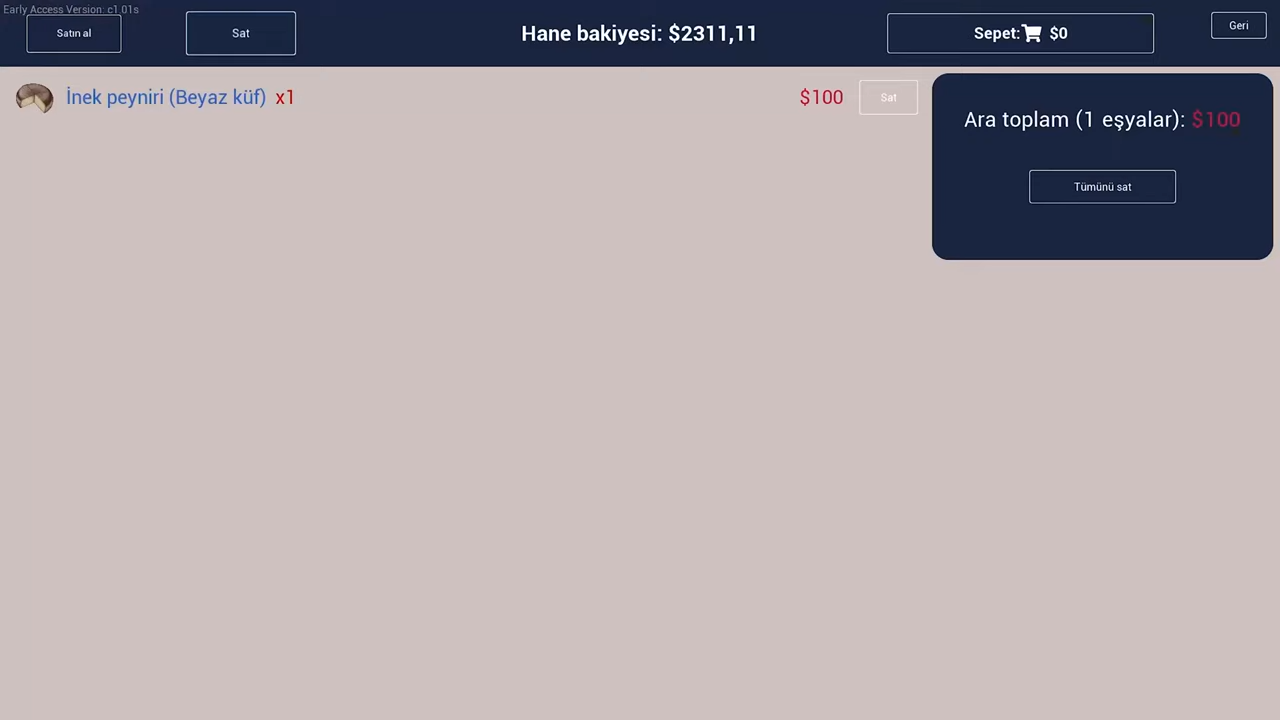 Early Access Version: c1.01s
Satın al
Sat
Hane bakiyesi: $2311,11
Sepet: $0
Geri
İnek peyniri (Beyaz küf) x1
$100
Sat
Ara toplam (1 eşyalar): $100
Tümünü sat